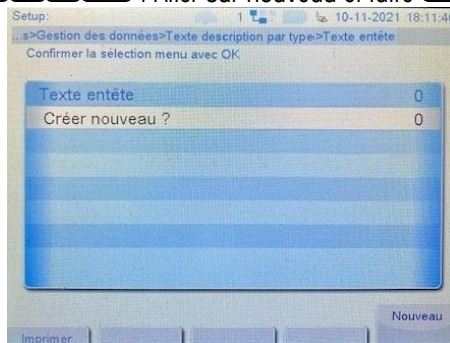 : Aller sur nouveau et faire
Setup: 1 10-11-2021 18:11:46
...s>Gestion des données>Texte description par type>Texte entête
Confirmer la sélection menu avec OK
Texte entête 0
Créer nouveau ? 0
Nouveau
Imprimer